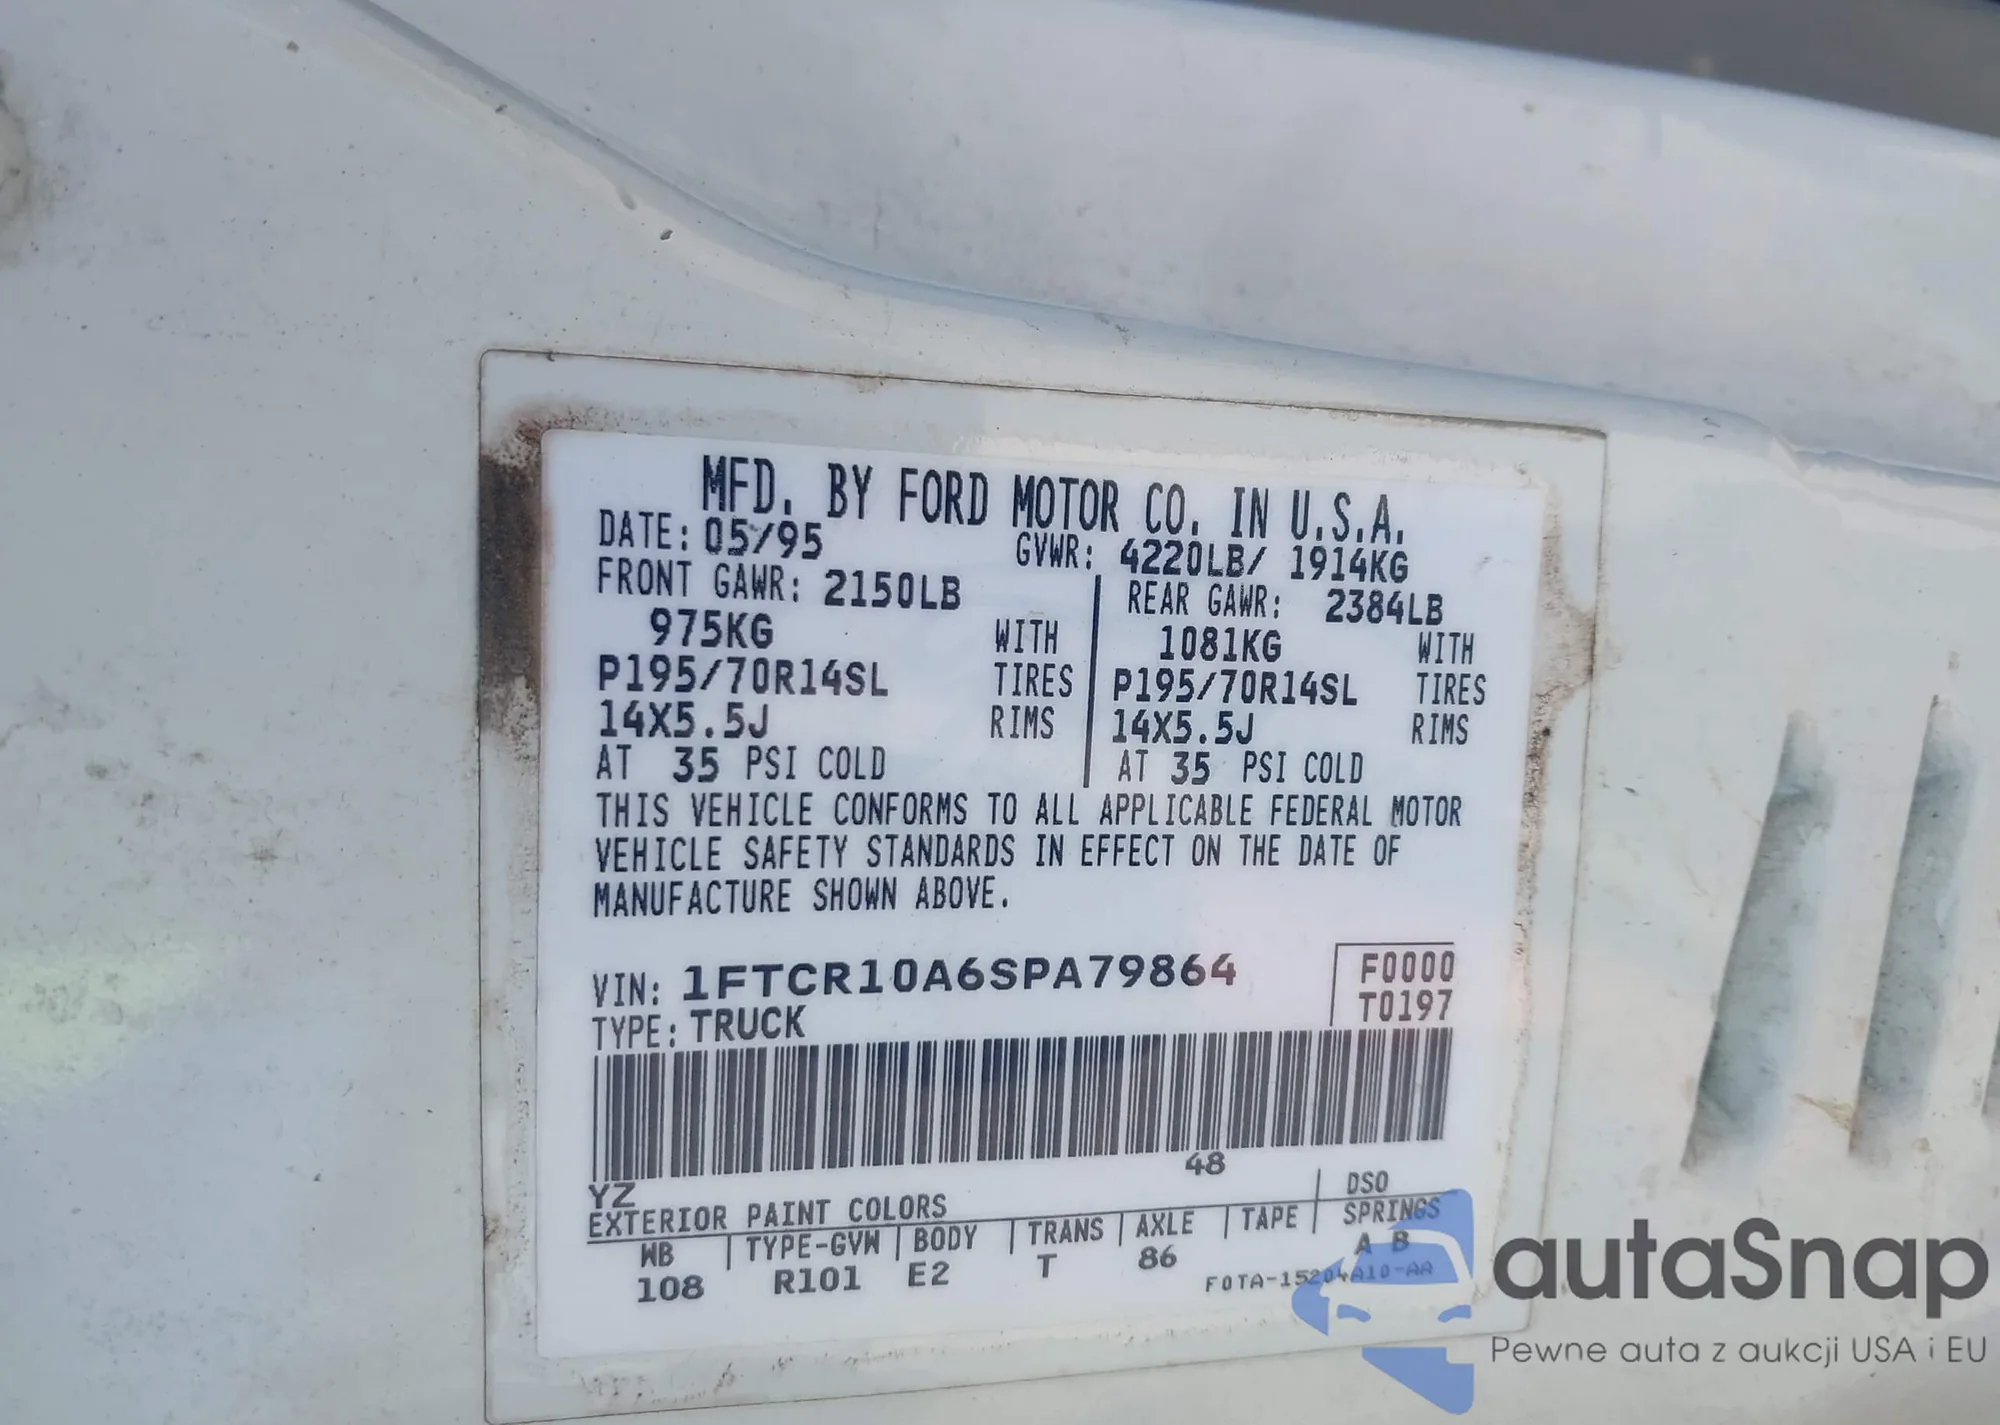 MFD. BY FORD MOTOR CO. IN U.S.A.
DATE: 05/95 GVWR: 4220LB/ 1914KG
FRONT GAWR: 2150LB REAR GAWR: 2384LB
975KG WITH 1081KG WITH
P195/70R14SL TIRES P195/70R14SL TIRES
14X5.5J RIMS 14X5.5J RIMS
AT 35 PSI COLD AT 35 PSI COLD
THIS VEHICLE CONFORMS TO ALL APPLICABLE FEDERAL MOTOR
VEHICLE SAFETY STANDARDS IN EFFECT ON THE DATE OF
MANUFACTURE SHOWN ABOVE.
VIN: 1FTCR10A6SPA79864 F0000
TYPE: TRUCK T0197
YZ 48 DSO
EXTERIOR PAINT COLORS
WB TYPE-GVW BODY TRANS AXLE TAPE SPRINGS
108 R101 E2 T 86 A B
F0TA-15204A10-AA
autaSnap
Pewne auta z aukcji USA i EU